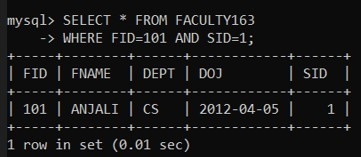 mysql> SELECT * FROM FACULTY163
    -> WHERE FID=101 AND SID=1;
+-----+--------+------+------------+------+
| FID | FNAME  | DEPT | DOJ        | SID  |
+-----+--------+------+------------+------+
| 101 | ANJALI | CS   | 2012-04-05 |    1 |
+-----+--------+------+------------+------+
1 row in set (0.01 sec)